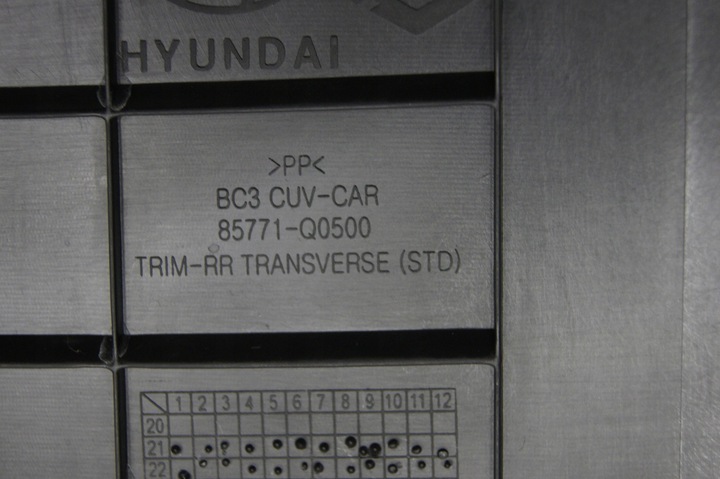 HYUNDAI
>PP<
BC3 CUV-CAR
85771-Q0500
TRIM-RR TRANSVERSE (STD)
1 2 3 4 5 6 7 8 9 10 11 12
20
21
22